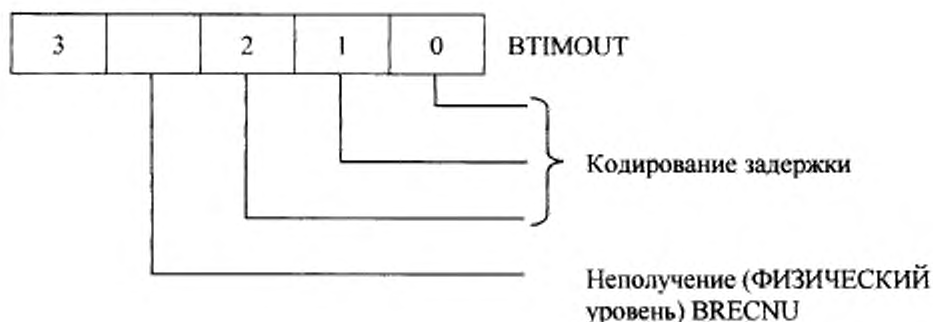 3 2 1 0 BTIMOUT
Кодирование задержки
Неполучение (ФИЗИЧЕСКИЙ
уровень) BRECNU